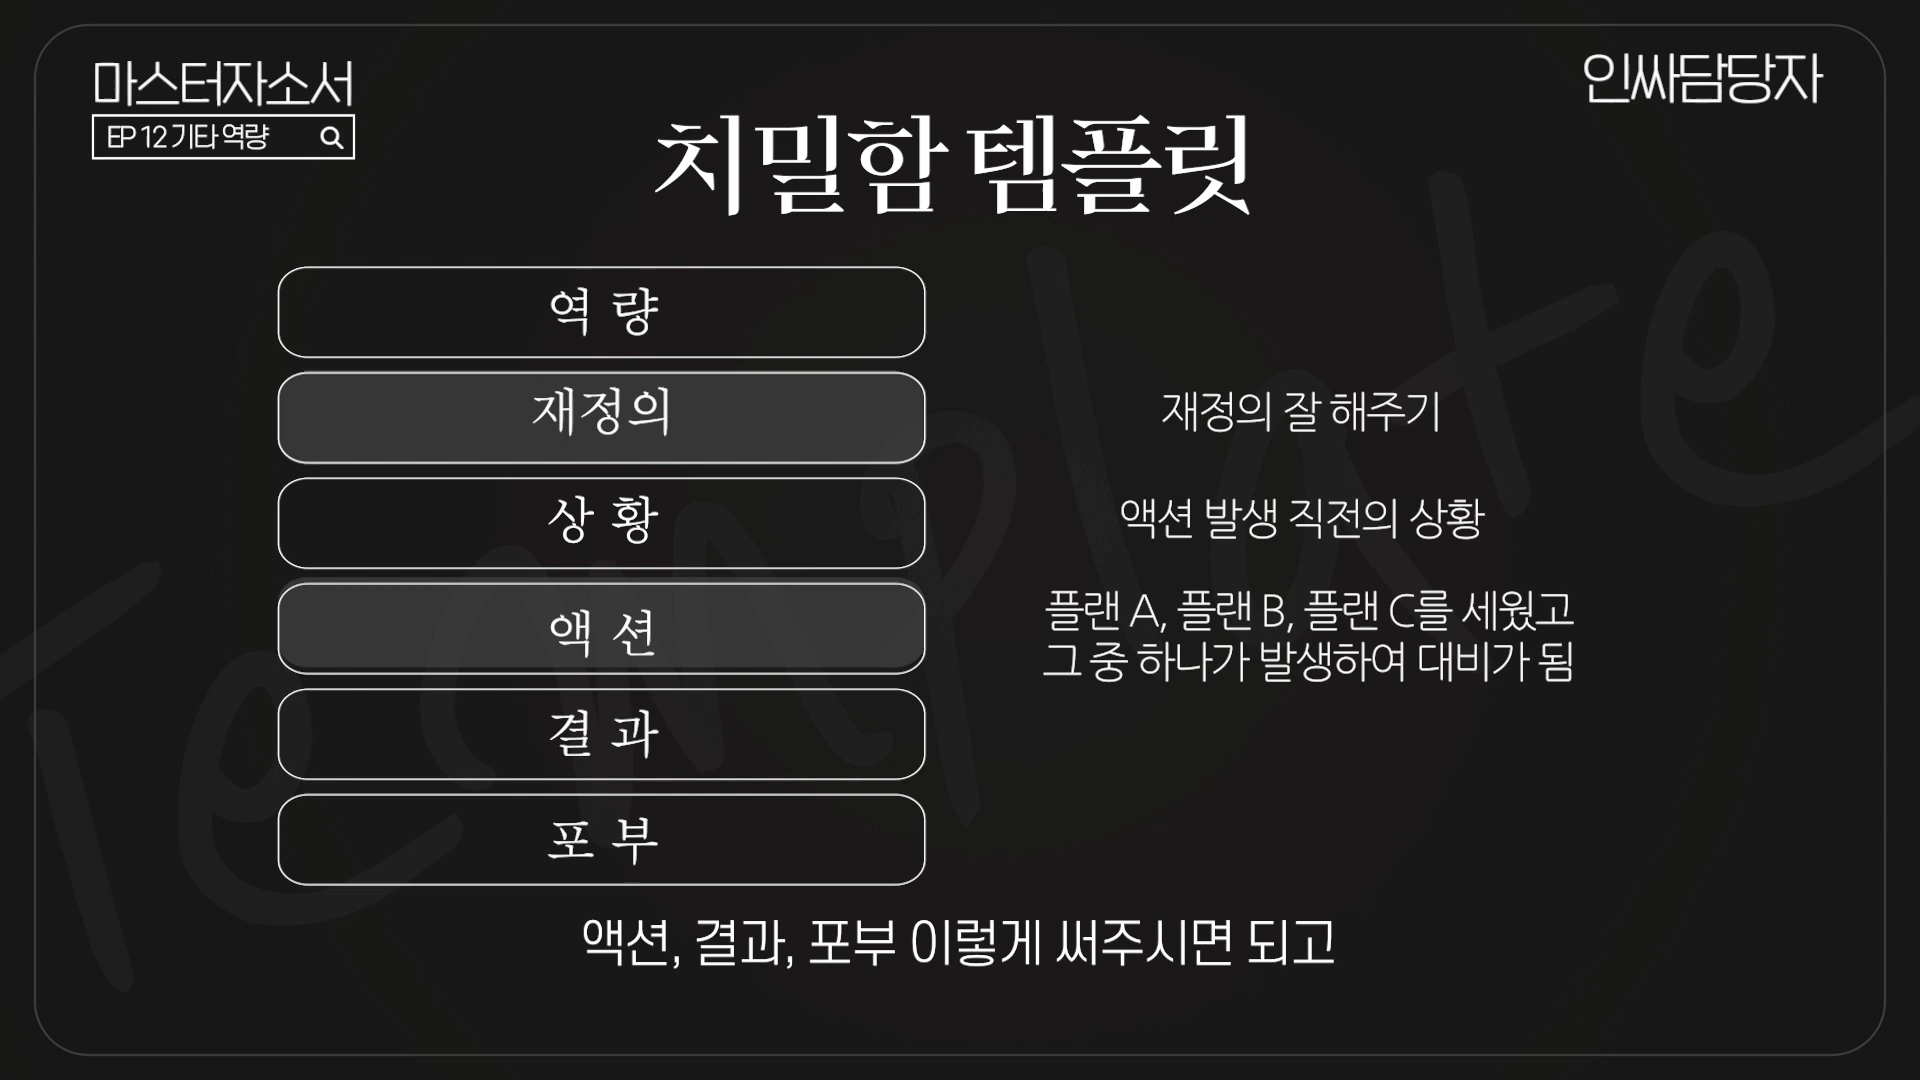 마스터자소서
EP 12 기타 역량
인싸담당자
치밀함 템플릿
역 량
재정의
재정의 잘 해주기
상 황
액션 발생 직전의 상황
액 션
플랜 A, 플랜 B, 플랜 C를 세웠고
그 중 하나가 발생하여 대비가 됨
결 과
포 부
액션, 결과, 포부 이렇게 써주시면 되고
Template